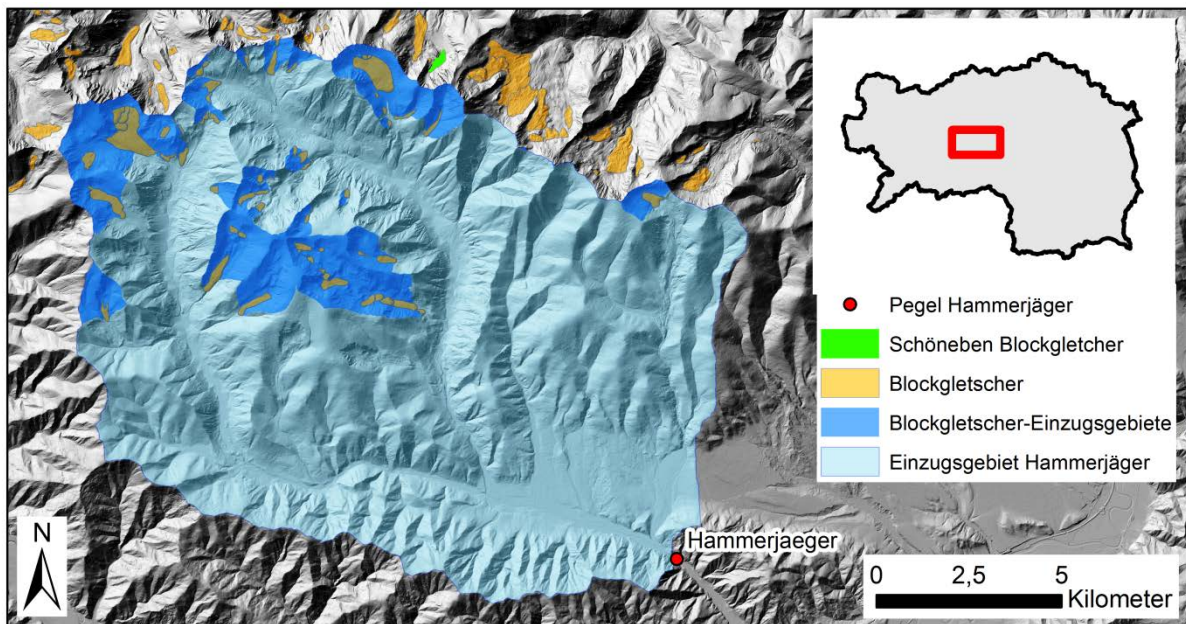 Pegel Hammerjäger
Schöneben Blockgletcher
Blockgletscher
Blockgletscher-Einzugsgebiete
Einzugsgebiet Hammerjäger
N
Hammerjaeger
0 2,5 5
Kilometer